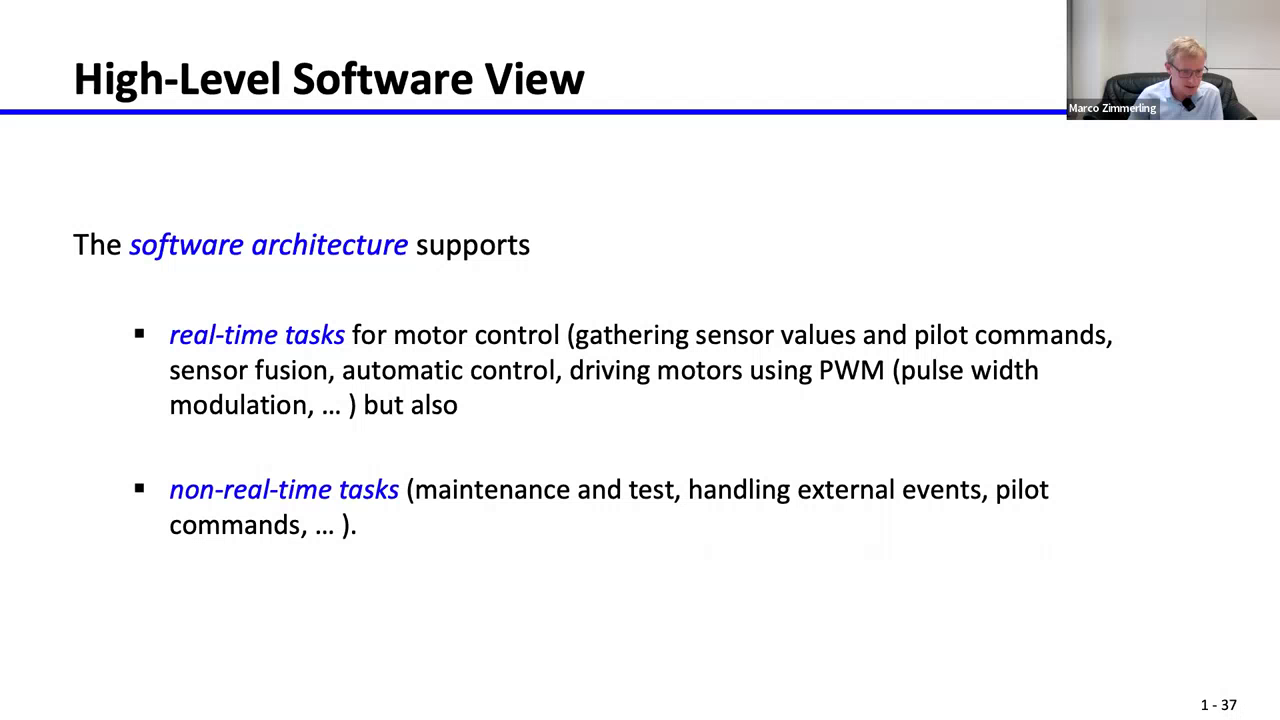 High-Level Software View
Marco Zimmerling
The software architecture supports
▪ real-time tasks for motor control (gathering sensor values and pilot commands,
sensor fusion, automatic control, driving motors using PWM (pulse width
modulation, … ) but also
▪ non-real-time tasks (maintenance and test, handling external events, pilot
commands, … ).
1 - 37